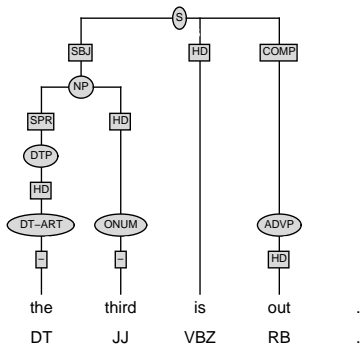 S
SBJ HD COMP
NP
SPR HD
DTP
HD
DT-ART ONUM ADVP
- - HD
the third is out .
DT JJ VBZ RB .